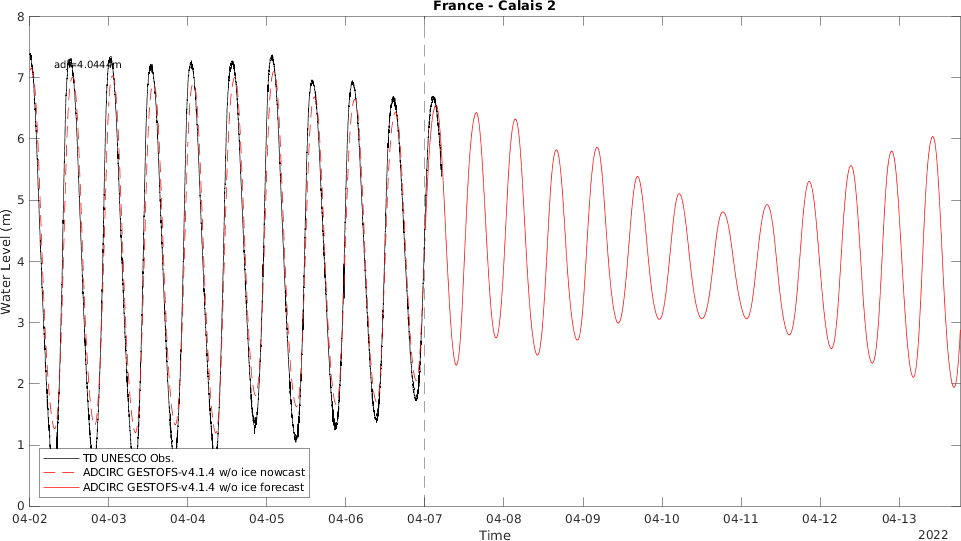 France - Calais 2
8
7
6
5
4
3
2
1
0
Water Level (m)
adj=4.0444m
TD UNESCO Obs.
ADCIRC GESTOFS-v4.1.4 w/o ice nowcast
ADCIRC GESTOFS-v4.1.4 w/o ice forecast
04-02 04-03 04-04 04-05 04-06 04-07 04-08 04-09 04-10 04-11 04-12 04-13
Time
2022